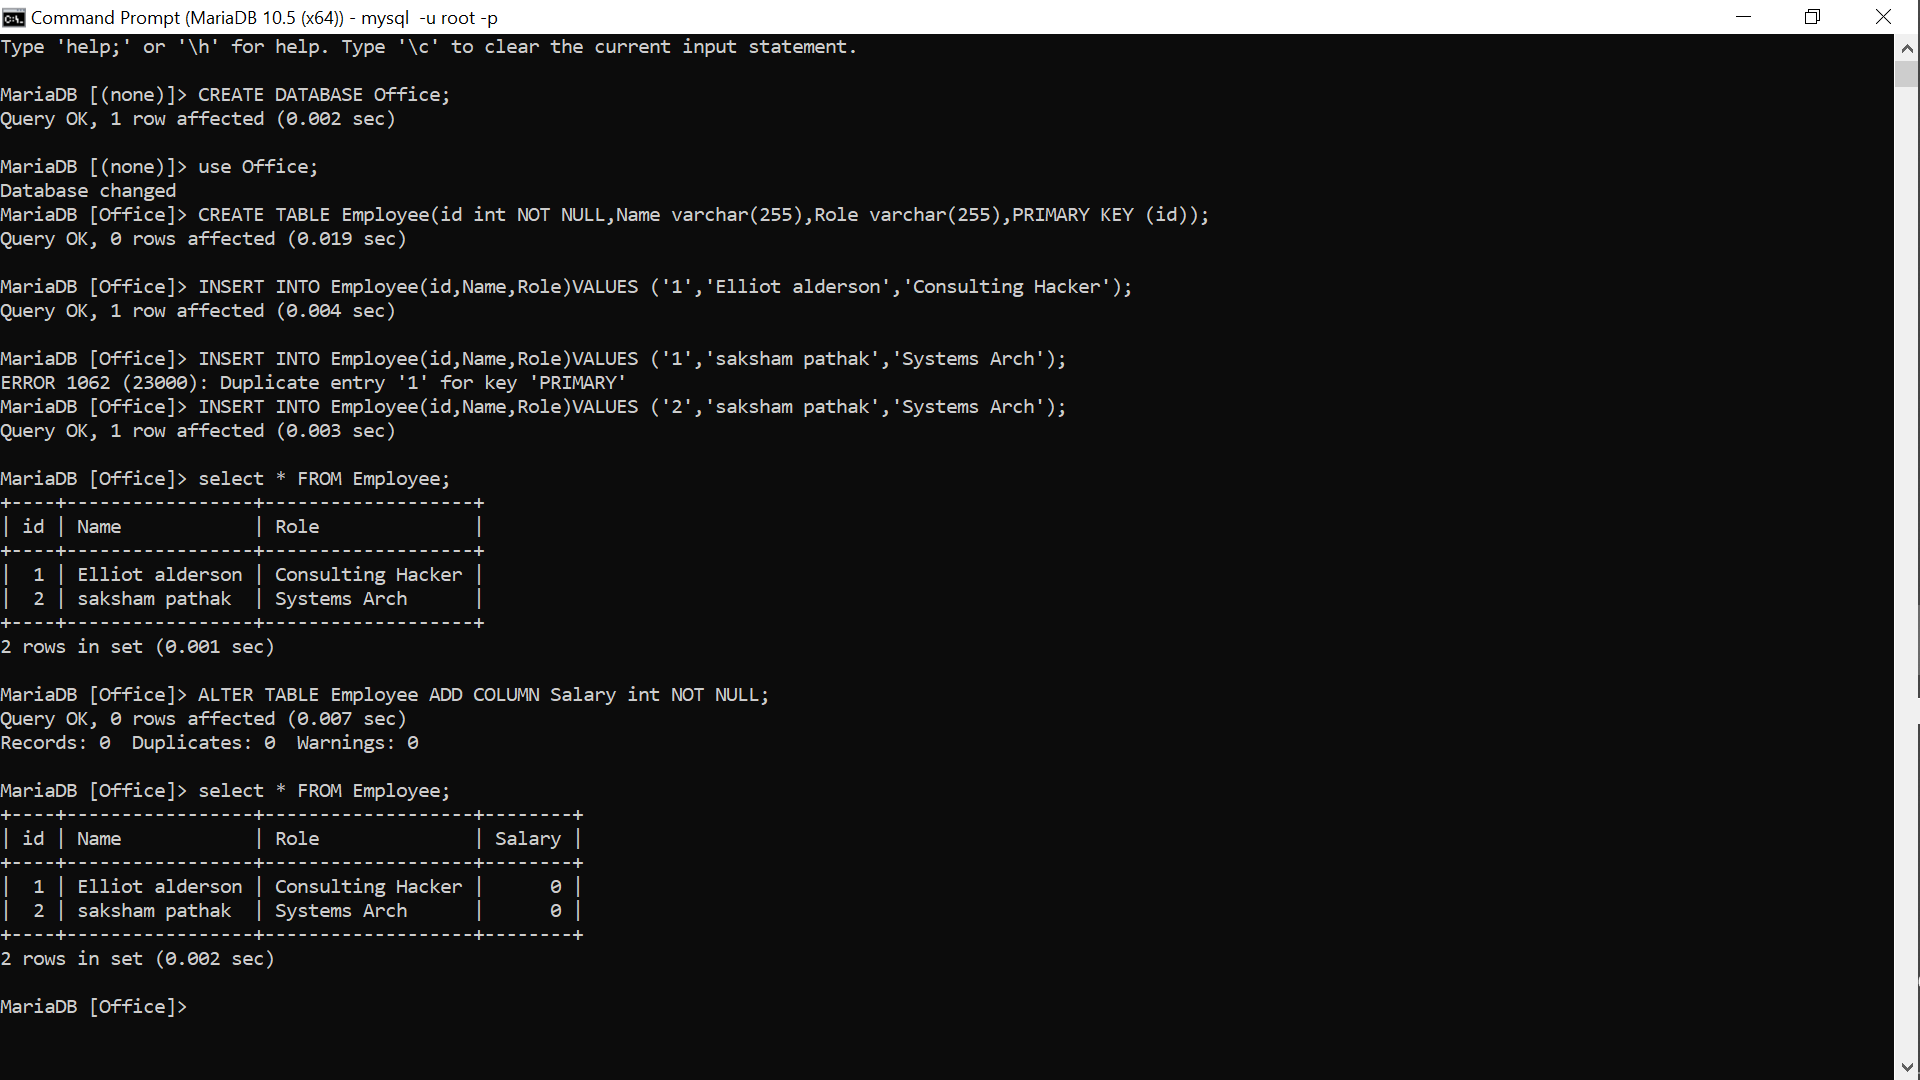 Command Prompt (MariaDB 10.5 (x64)) - mysql  -u root -p
Type 'help;' or '\h' for help. Type '\c' to clear the current input statement.
MariaDB [(none)]> CREATE DATABASE Office;
Query OK, 1 row affected (0.002 sec)
MariaDB [(none)]> use Office;
Database changed
MariaDB [Office]> CREATE TABLE Employee(id int NOT NULL,Name varchar(255),Role varchar(255),PRIMARY KEY (id));
Query OK, 0 rows affected (0.019 sec)
MariaDB [Office]> INSERT INTO Employee(id,Name,Role)VALUES ('1','Elliot alderson','Consulting Hacker');
Query OK, 1 row affected (0.004 sec)
MariaDB [Office]> INSERT INTO Employee(id,Name,Role)VALUES ('1','saksham pathak','Systems Arch');
ERROR 1062 (23000): Duplicate entry '1' for key 'PRIMARY'
MariaDB [Office]> INSERT INTO Employee(id,Name,Role)VALUES ('2','saksham pathak','Systems Arch');
Query OK, 1 row affected (0.003 sec)
MariaDB [Office]> select * FROM Employee;
+----+-----------------+-------------------+
| id | Name            | Role              |
+----+-----------------+-------------------+
|  1 | Elliot alderson | Consulting Hacker |
|  2 | saksham pathak  | Systems Arch      |
+----+-----------------+-------------------+
2 rows in set (0.001 sec)
MariaDB [Office]> ALTER TABLE Employee ADD COLUMN Salary int NOT NULL;
Query OK, 0 rows affected (0.007 sec)
Records: 0  Duplicates: 0  Warnings: 0
MariaDB [Office]> select * FROM Employee;
+----+-----------------+-------------------+--------+
| id | Name            | Role              | Salary |
+----+-----------------+-------------------+--------+
|  1 | Elliot alderson | Consulting Hacker |      0 |
|  2 | saksham pathak  | Systems Arch      |      0 |
+----+-----------------+-------------------+--------+
2 rows in set (0.002 sec)
MariaDB [Office]>